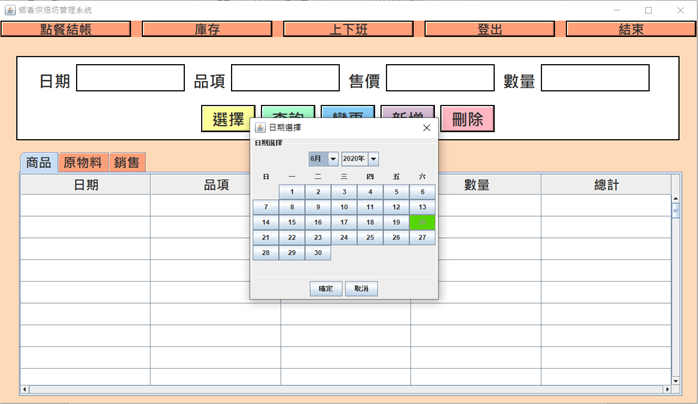 鄉香烘焙坊管理系統
點餐結帳 庫存 上下班 登出 結束
日期 品項 售價 數量
選擇 查詢 變更 新增 刪除
日期選擇
日期選擇
6月 2020年
日 一 二 三 四 五 六
1 2 3 4 5 6
7 8 9 10 11 12 13
14 15 16 17 18 19
21 22 23 24 25 26 27
28 29 30
確定 取消
商品 原物料 銷售
日期 品項 數量 總計